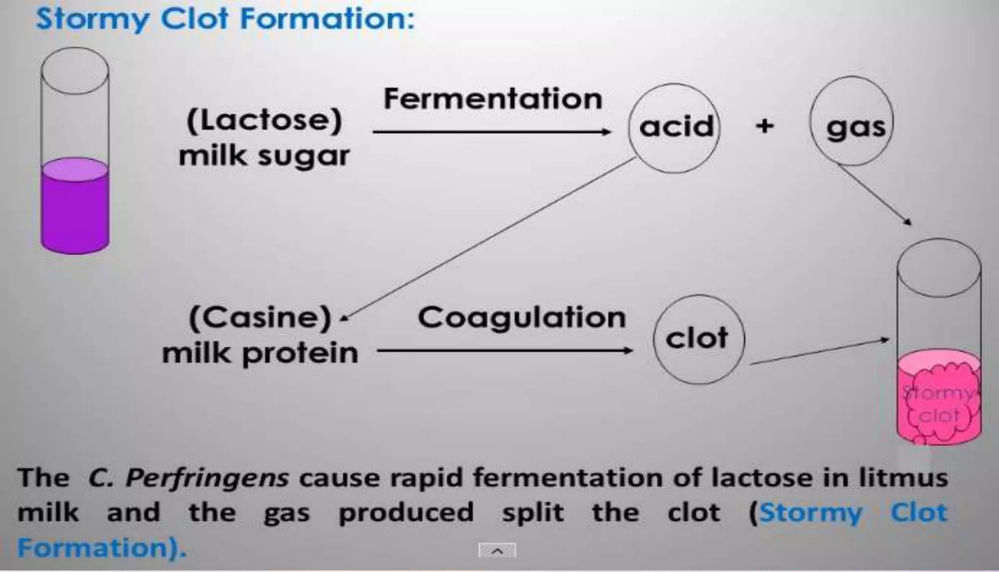 Stormy Clot Formation:
Fermentation
(Lactose)
milk sugar
acid
+
gas
(Casine)
milk protein
Coagulation
clot
Stormy
clot
The C. Perfringens cause rapid fermentation of lactose in litmus
milk and the gas produced split the clot (Stormy Clot
Formation).